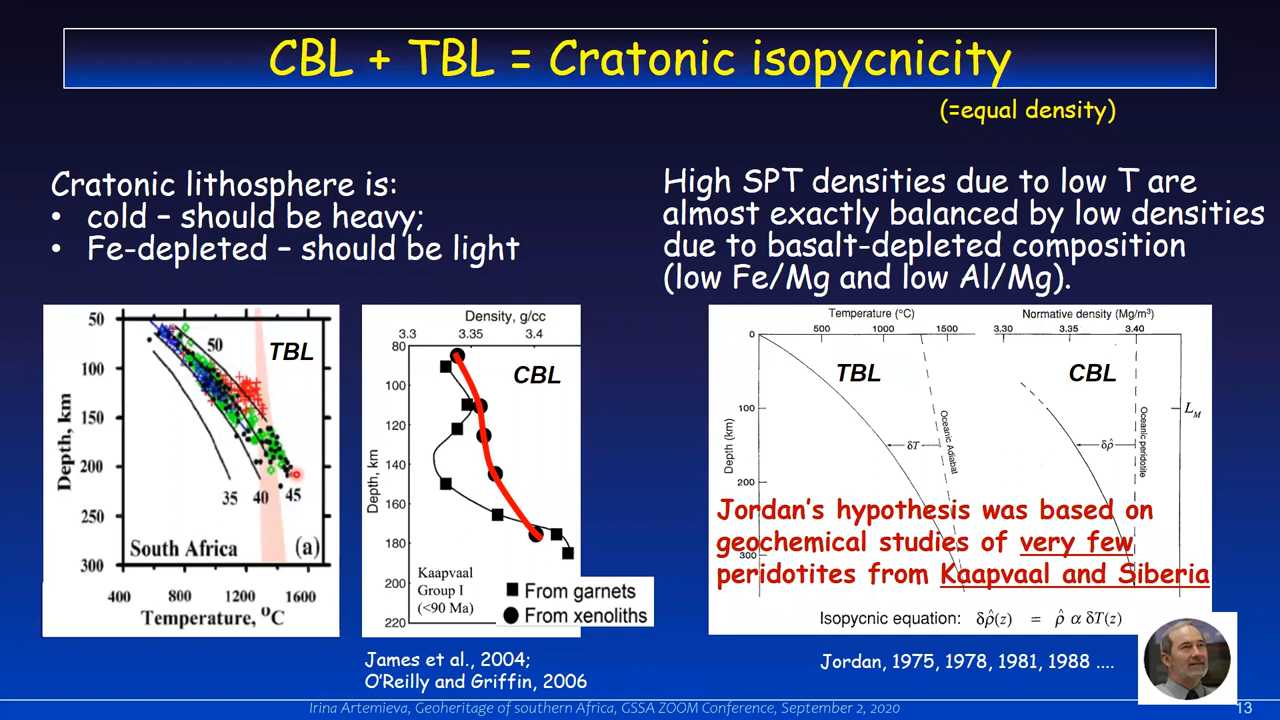 CBL + TBL = Cratonic isopycnicity
(=equal density)
Cratonic lithosphere is:
• cold – should be heavy;
• Fe-depleted – should be light
High SPT densities due to low T are
almost exactly balanced by low densities
due to basalt-depleted composition
(low Fe/Mg and low Al/Mg).
50
100
150
200
250
300
Depth, km
50
TBL
35
40
45
South Africa
(a)
400
800
1200
1600
Temperature, °C
Density, g/cc
3.3
3.35
3.4
80
100
120
140
160
180
200
220
Depth, km
CBL
Kaapvaal
Group I
(<90 Ma)
From garnets
From xenoliths
James et al., 2004;
O'Reilly and Griffin, 2006
Temperature (°C)
500
1000
1500
Normative density (Mg/m³)
3.30
3.35
3.40
0
100
200
300
Depth (km)
TBL
δT
Oceanic Adiabat
CBL
δρ̂
Oceanic peridotite
L_M
Jordan's hypothesis was based on
geochemical studies of very few
peridotites from Kaapvaal and Siberia
Isopycnic equation: δρ̂(z) = ρ̂ α δT(z)
Jordan, 1975, 1978, 1981, 1988 ....
Irina Artemieva, Geoheritage of southern Africa, GSSA ZOOM Conference, September 2, 2020
13